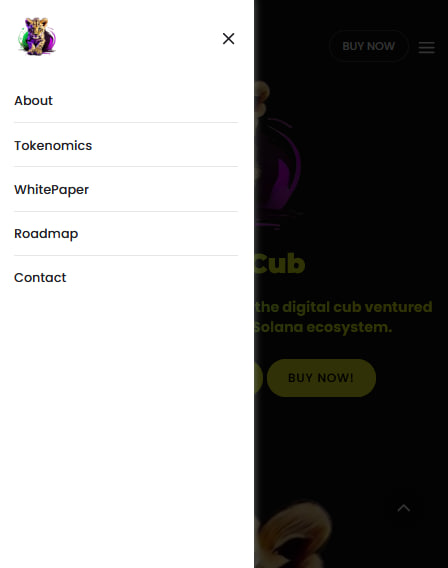 BUY NOW
About
Tokenomics
WhitePaper
Roadmap
Contact
Cub
the digital cub ventured
Solana ecosystem.
BUY NOW!